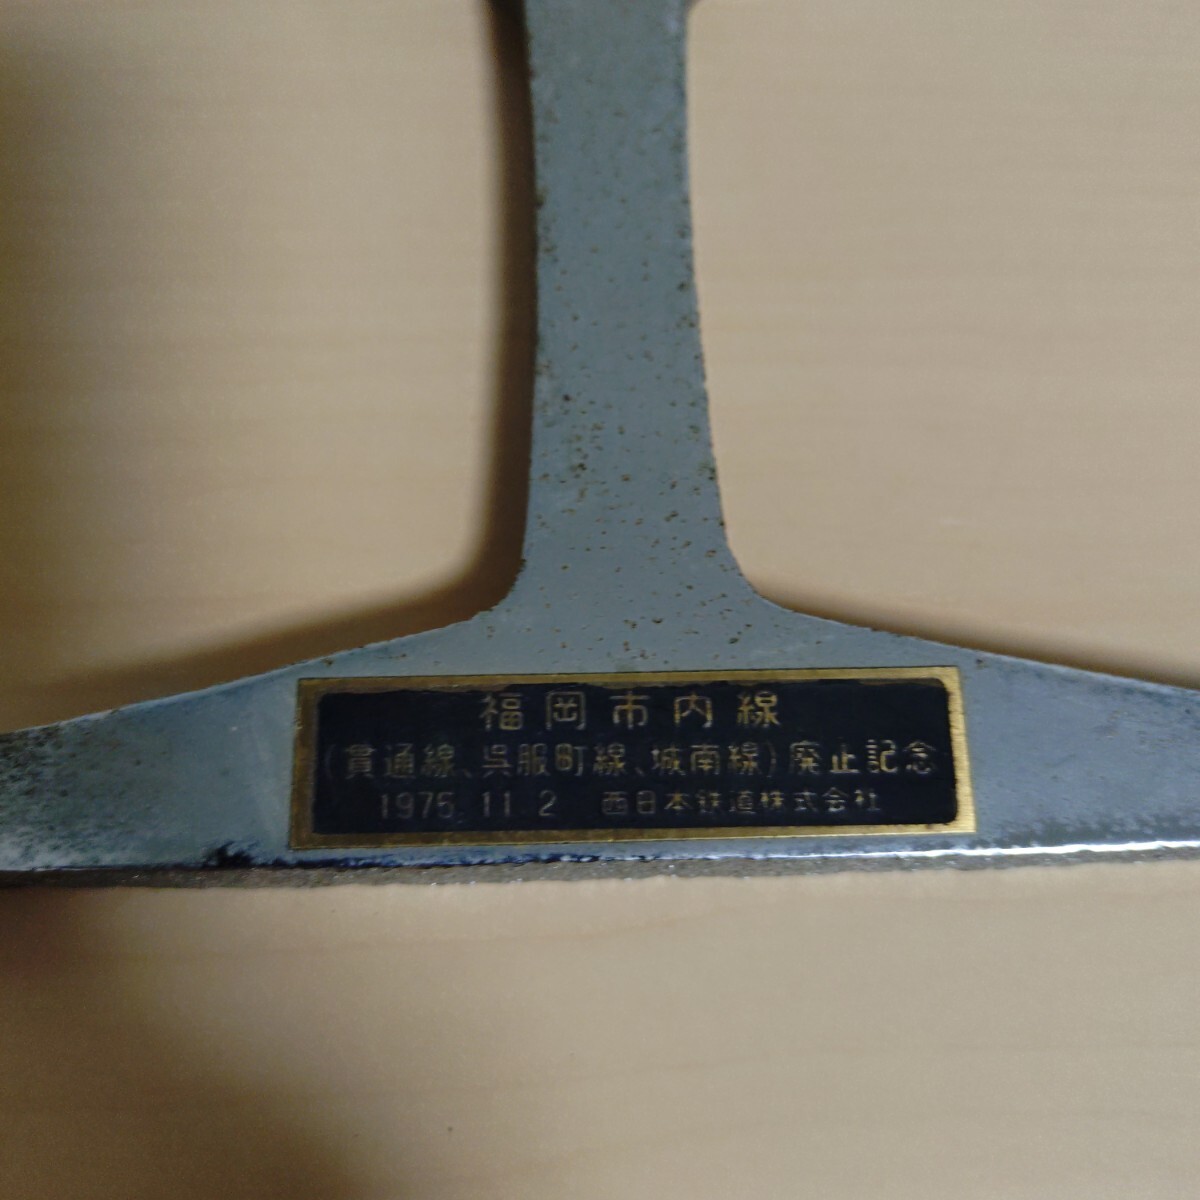 福岡市内線
(貫通線、呉服町線、城南線)廃止記念
1975.11.2 西日本鉄道株式会社